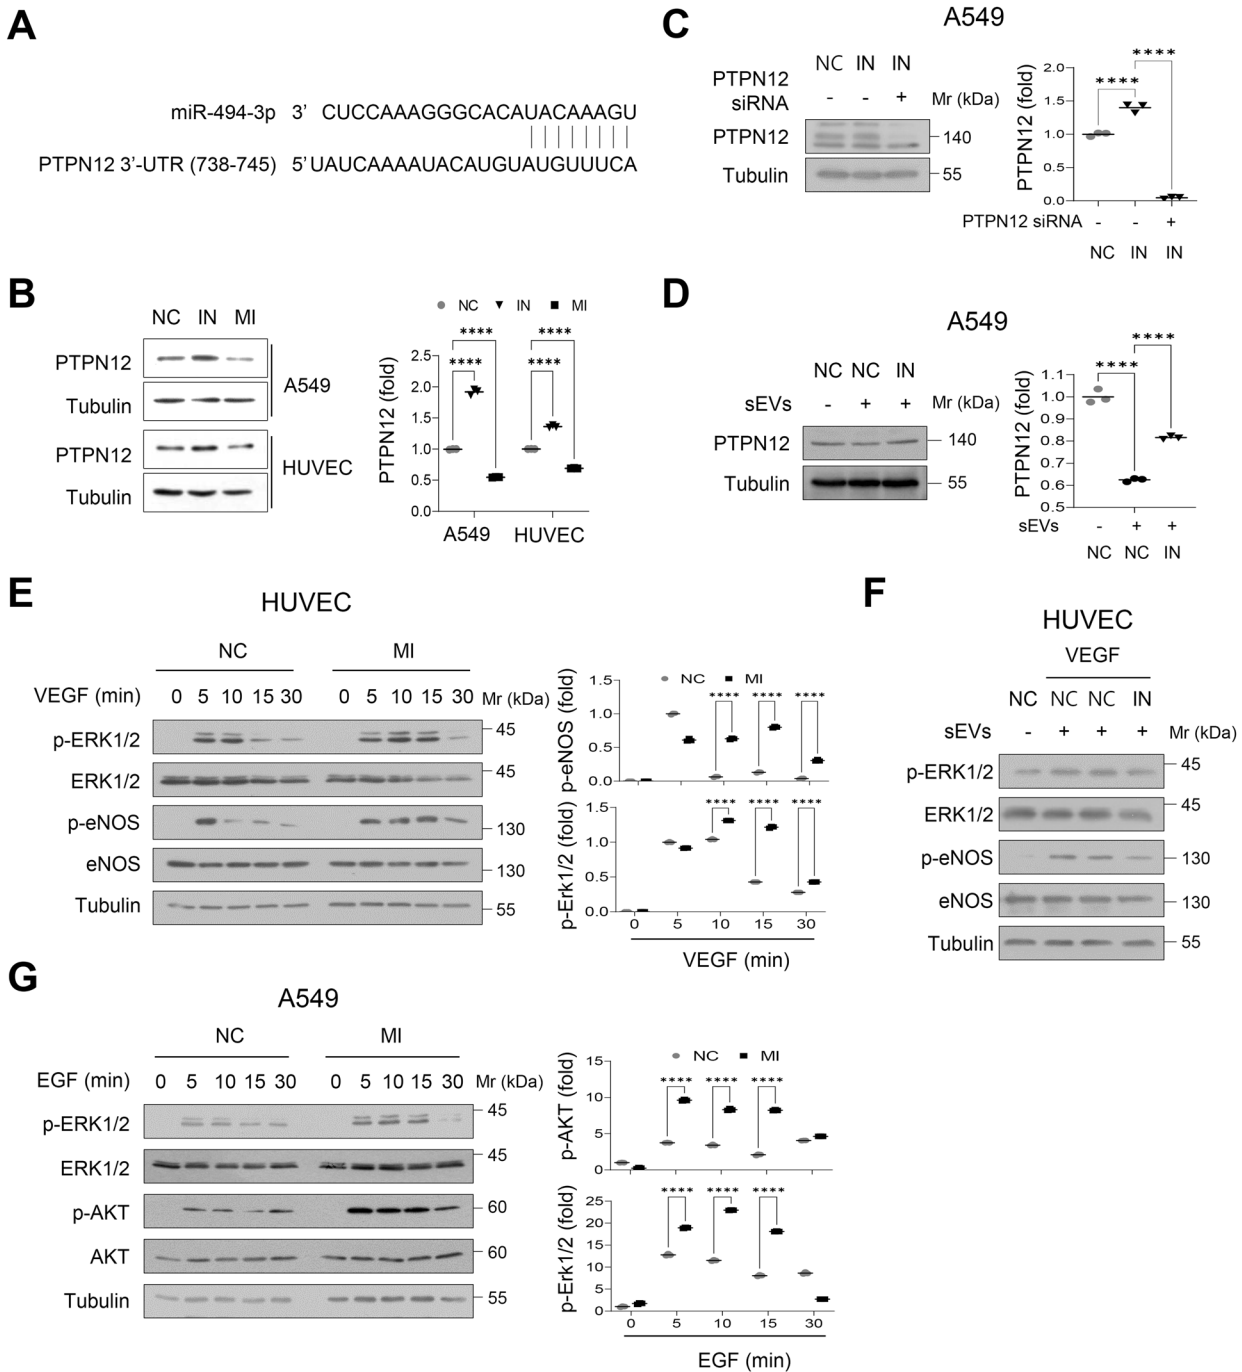 A
miR-494-3p 3’ CUCCAAAGGGCACAUACAAAGU
PTPN12 3’-UTR (738-745) 5’UAUCAAAAUACAUGUAUGUUUCA
B
NC IN MI
PTPN12
Tubulin
A549
PTPN12
Tubulin
HUVEC
NC IN MI
**** ****
**** ****
PTPN12 (fold)
2.5
2.0
1.5
1.0
0.5
0.0
A549 HUVEC
C
A549
NC IN IN
PTPN12 siRNA - - + Mr (kDa)
PTPN12 140
Tubulin 55
****
****
PTPN12 (fold)
2.0
1.5
1.0
0.5
0.0
PTPN12 siRNA - - +
NC IN IN
D
A549
NC NC IN
sEVs - + + Mr (kDa)
PTPN12 140
Tubulin 55
****
****
PTPN12 (fold)
1.1
1.0
0.8
0.7
0.6
0.5
sEVs - + +
NC NC IN
E
HUVEC
NC MI
VEGF (min) 0 5 10 15 30 0 5 10 15 30 Mr (kDa)
p-ERK1/2 45
ERK1/2 45
p-eNOS 130
eNOS 130
Tubulin 55
NC MI
**** **** ****
p-eNOS (fold)
1.5
1.0
0.5
0.0
**** **** ****
p-Erk1/2 (fold)
1.5
1.0
0.5
0.0
0 5 10 15 30
VEGF (min)
F
HUVEC
VEGF
NC NC NC IN
sEVs - + + + Mr (kDa)
p-ERK1/2 45
ERK1/2 45
p-eNOS 130
eNOS 130
Tubulin 55
G
A549
NC MI
EGF (min) 0 5 10 15 30 0 5 10 15 30 Mr (kDa)
p-ERK1/2 45
ERK1/2 45
p-AKT 60
AKT 60
Tubulin 55
NC MI
**** **** ****
p-AKT (fold)
15
10
5
0
**** **** ****
p-Erk1/2 (fold)
25
20
15
10
5
0
0 5 10 15 30
EGF (min)